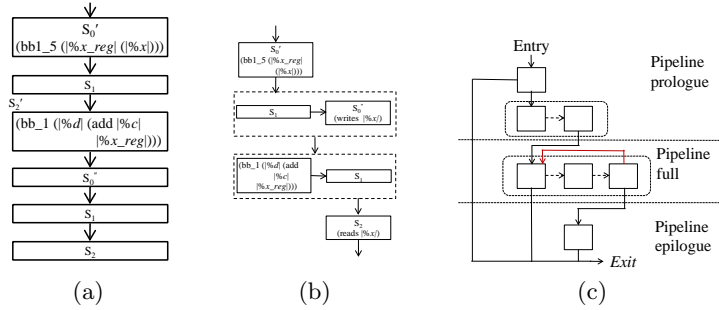 S₀′
(bb1_5 (|%x_reg| (|%x|)))
S₁
S₂′
(bb_1 (|%d| (add |%c|
|%x_reg|)))
S₀″
S₁
S₂
(a)
S₀′
(bb1_5 (|%x_reg|
(|%x|)))
S₁
S₀″
(writes |%x|)
(bb_1 (|%d| (add
|%c|
|%x_reg|)))
S₁
S₂
(reads |%x|)
(b)
Entry
Pipeline
prologue
Pipeline
full
Pipeline
epilogue
Exit
(c)